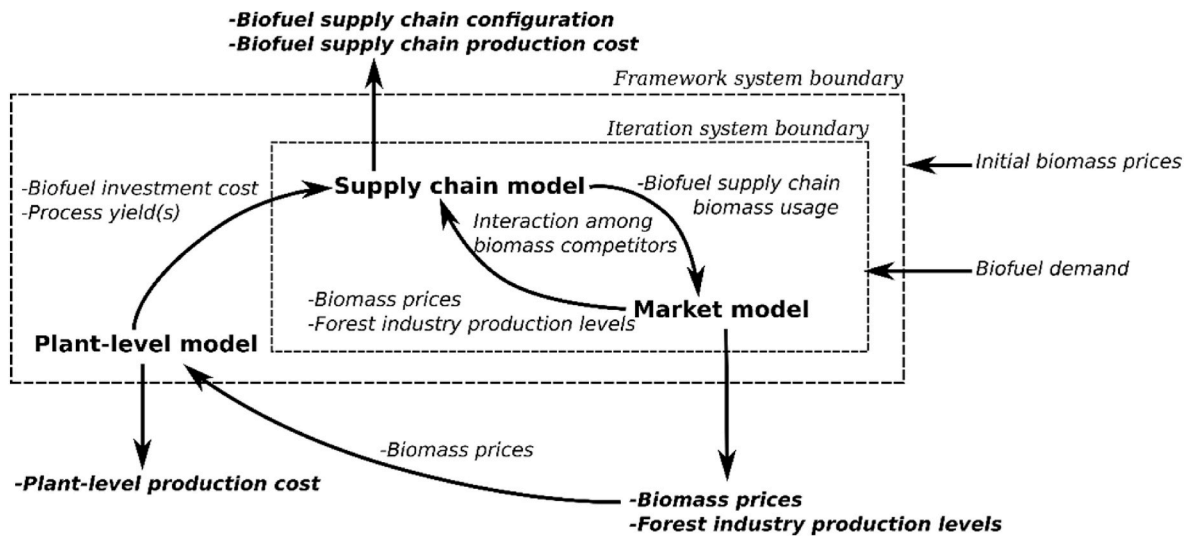 -Biofuel supply chain configuration
-Biofuel supply chain production cost
Framework system boundary
Iteration system boundary
Initial biomass prices
-Biofuel investment cost
-Process yield(s)
Supply chain model
-Biofuel supply chain
biomass usage
Interaction among
biomass competitors
Biofuel demand
-Biomass prices
-Forest industry production levels
Market model
Plant-level model
-Biomass prices
-Plant-level production cost
-Biomass prices
-Forest industry production levels